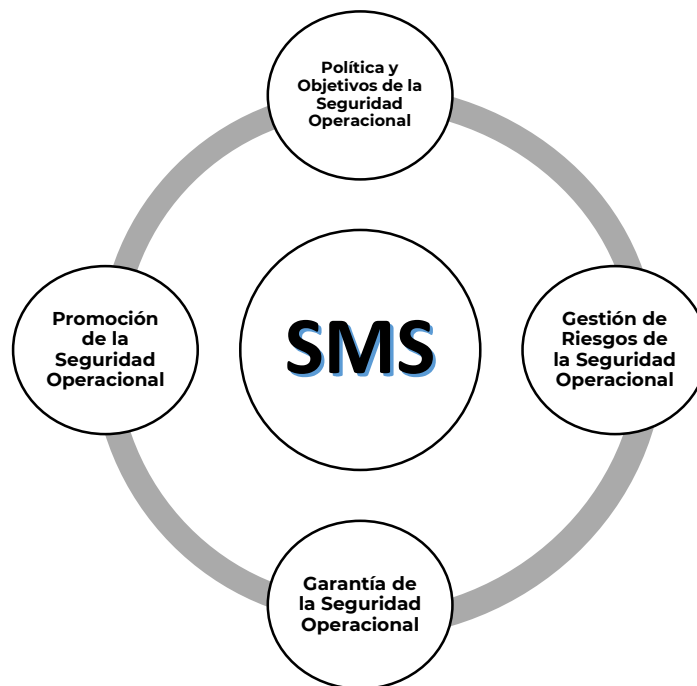 Política y
Objetivos de la
Seguridad
Operacional
Promoción
de la
Seguridad
Operacional
SMS
Gestión de
Riesgos de
la Seguridad
Operacional
Garantía de
la Seguridad
Operacional